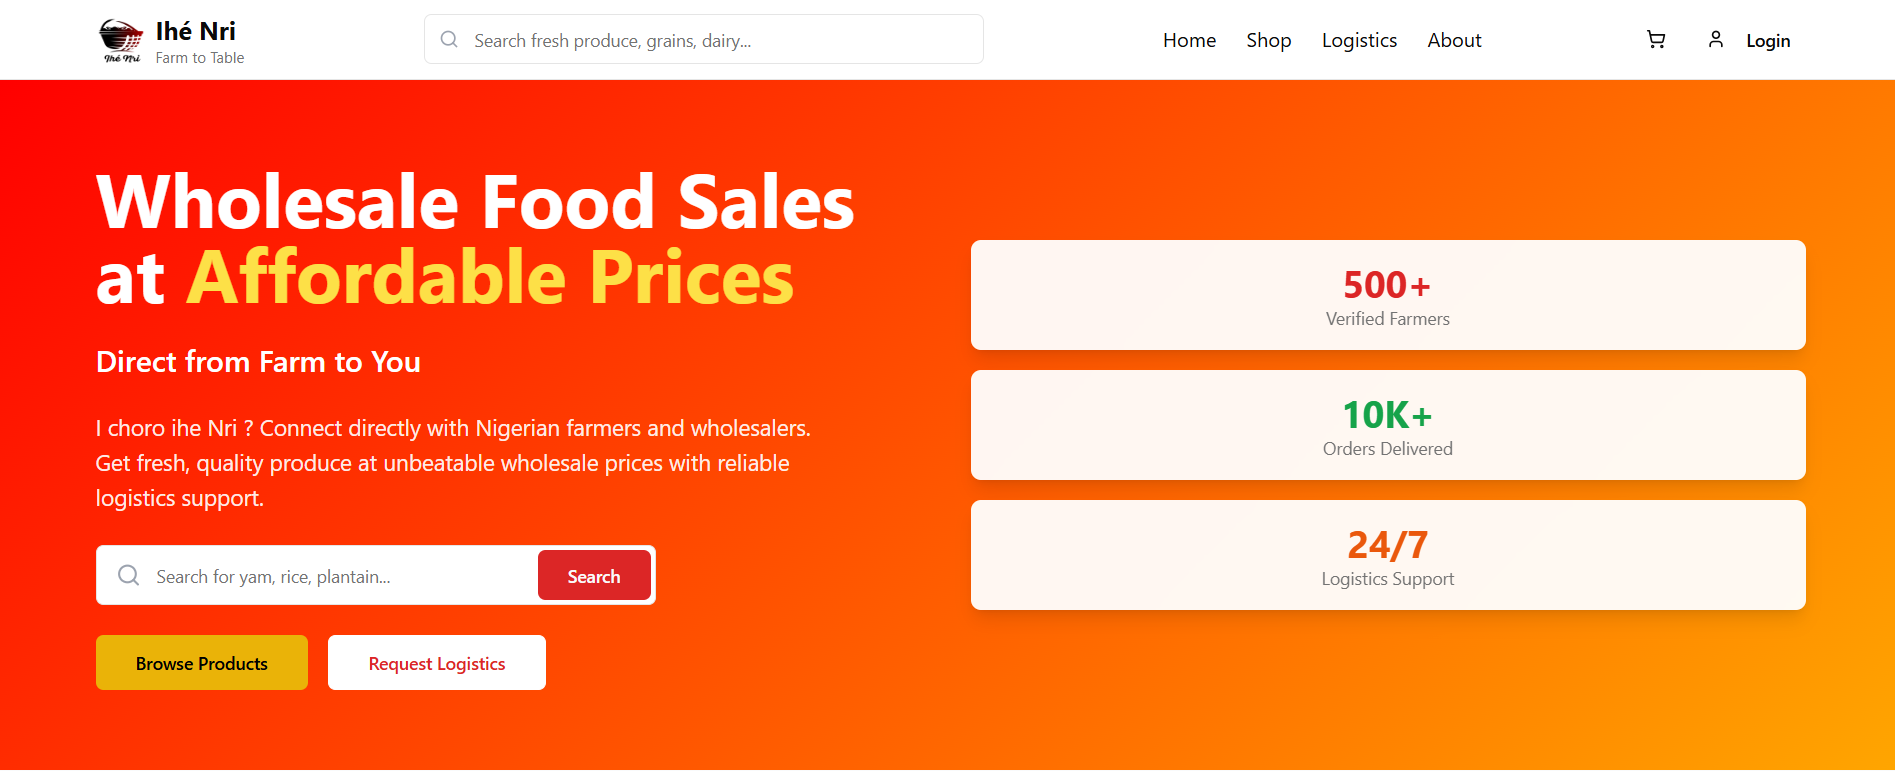 Ihé Nri
Farm to Table
Ihé Nri
Search fresh produce, grains, dairy...
Home
Shop
Logistics
About
Login
Wholesale Food Sales
at Affordable Prices
Direct from Farm to You
I choro ihe Nri ? Connect directly with Nigerian farmers and wholesalers.
Get fresh, quality produce at unbeatable wholesale prices with reliable
logistics support.
Search for yam, rice, plantain...
Search
Browse Products
Request Logistics
500+
Verified Farmers
10K+
Orders Delivered
24/7
Logistics Support